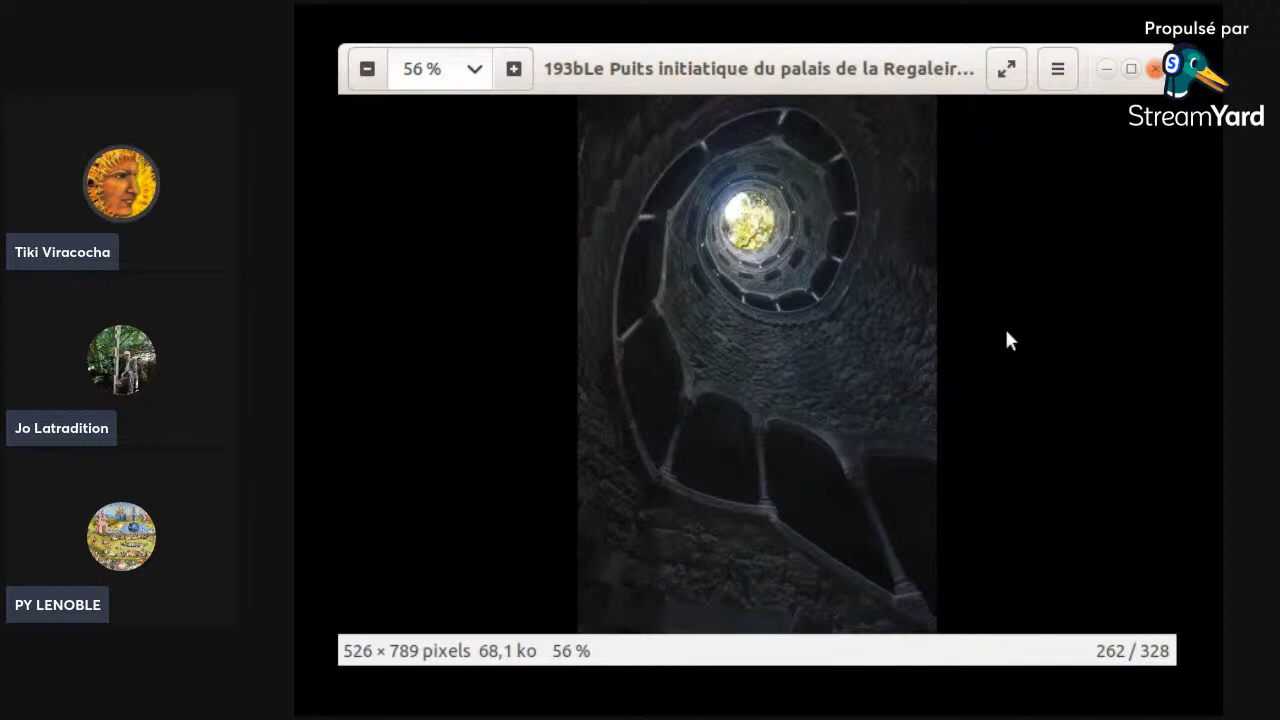 Propulsé par
StreamYard
56 %
193bLe Puits initiatique du palais de la Regaleir...
Tiki Viracocha
Jo Latradition
PY LENOBLE
526 × 789 pixels 68,1 ko 56 %
262 / 328